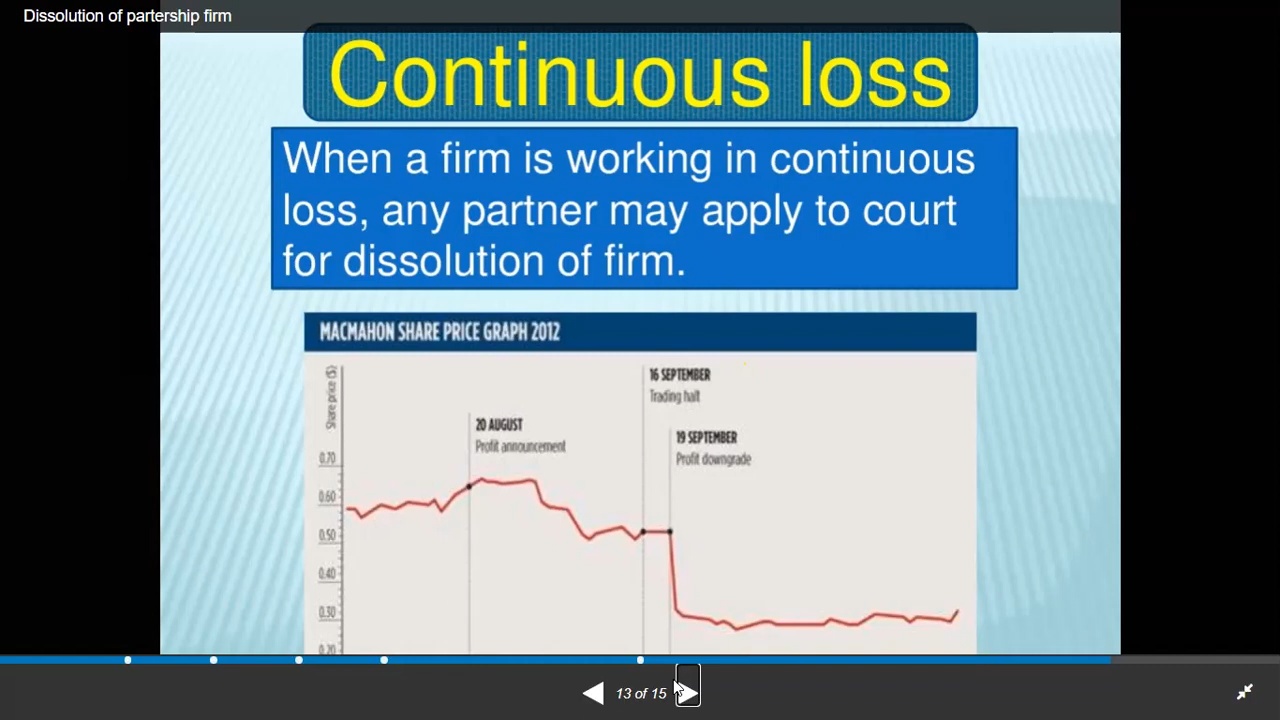 Dissolution of partership firm
Continuous loss
When a firm is working in continuous
loss, any partner may apply to court
for dissolution of firm.
MACMAHON SHARE PRICE GRAPH 2012
Share price ($)
16 SEPTEMBER
Trading halt
20 AUGUST
Profit announcement
19 SEPTEMBER
Profit downgrade
0.70
0.60
0.50
0.40
0.30
0.20
13 of 15